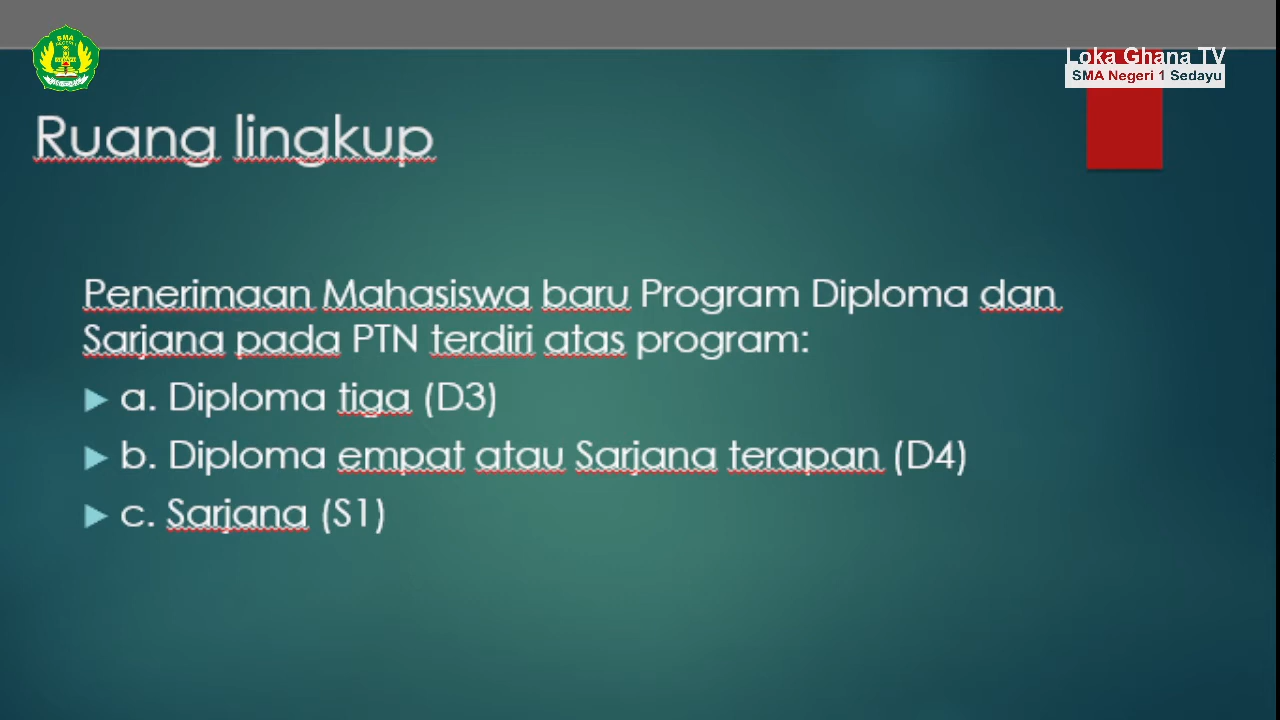 SMA
Loka Ghana TV
SMA Negeri 1 Sedayu
Ruang lingkup
Penerimaan Mahasiswa baru Program Diploma dan
Sarjana pada PTN terdiri atas program:
a. Diploma tiga (D3)
b. Diploma empat atau Sarjana terapan (D4)
c. Sarjana (S1)